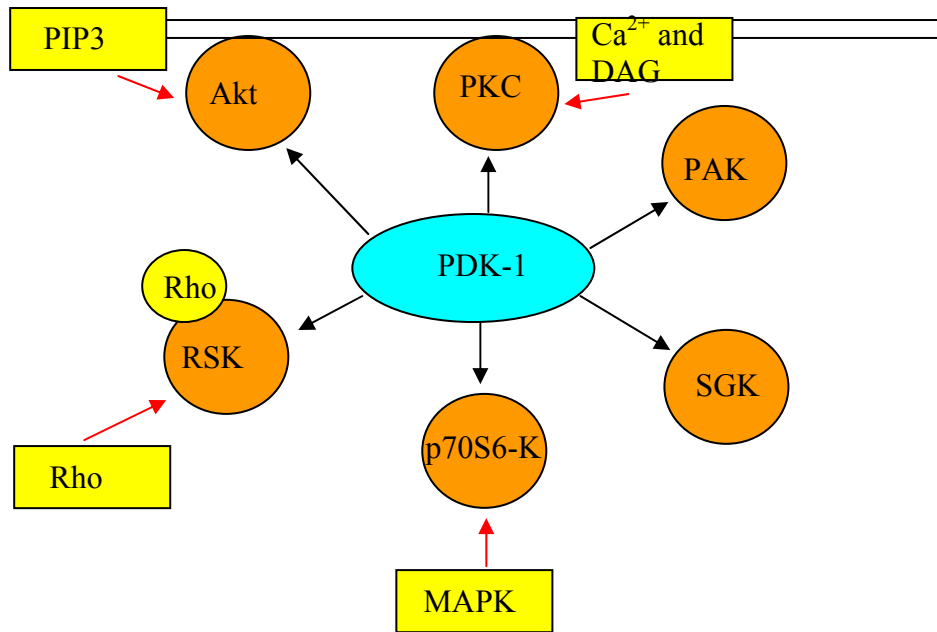 PIP3
Ca²⁺ and
DAG
Akt
PKC
PAK
PDK-1
Rho
RSK
SGK
p70S6-K
Rho
MAPK